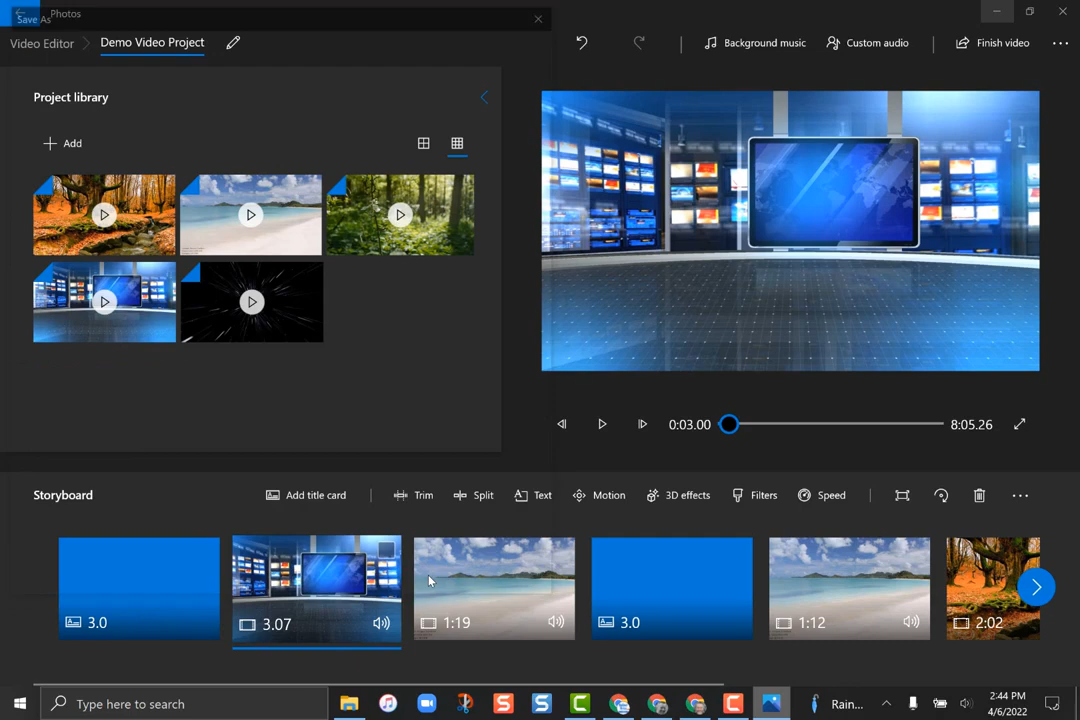 Save As
Photos
Video Editor
Demo Video Project
Background music
Custom audio
Finish video
Project library
Add
0:03.00
8:05.26
Storyboard
Add title card
Trim
Split
Text
Motion
3D effects
Filters
Speed
3.0
3.07
1:19
3.0
1:12
2:02
Type here to search
Rain...
2:44 PM
4/6/2022